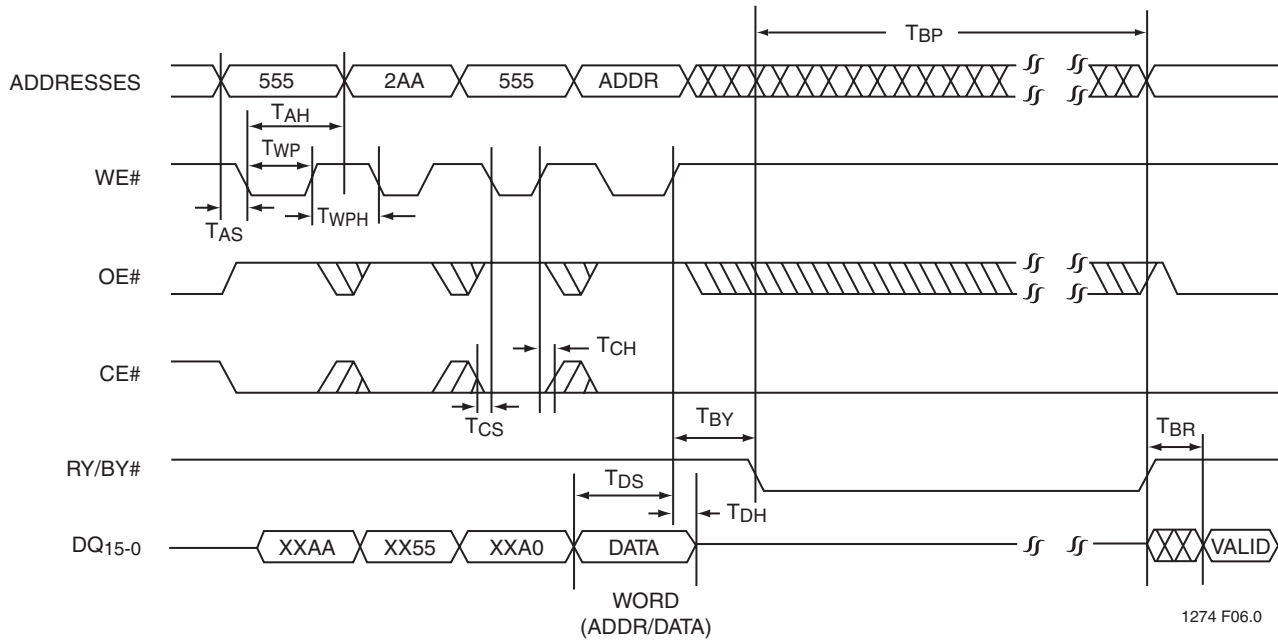 TBP
ADDRESSES 555 2AA 555 ADDR
TAH
TWP
WE#
TAS TWPH
OE#
TCH
CE#
TCS
TBY TBR
RY/BY#
TDS
TDH
DQ15-0 XXAA XX55 XXA0 DATA VALID
WORD
(ADDR/DATA)
1274 F06.0